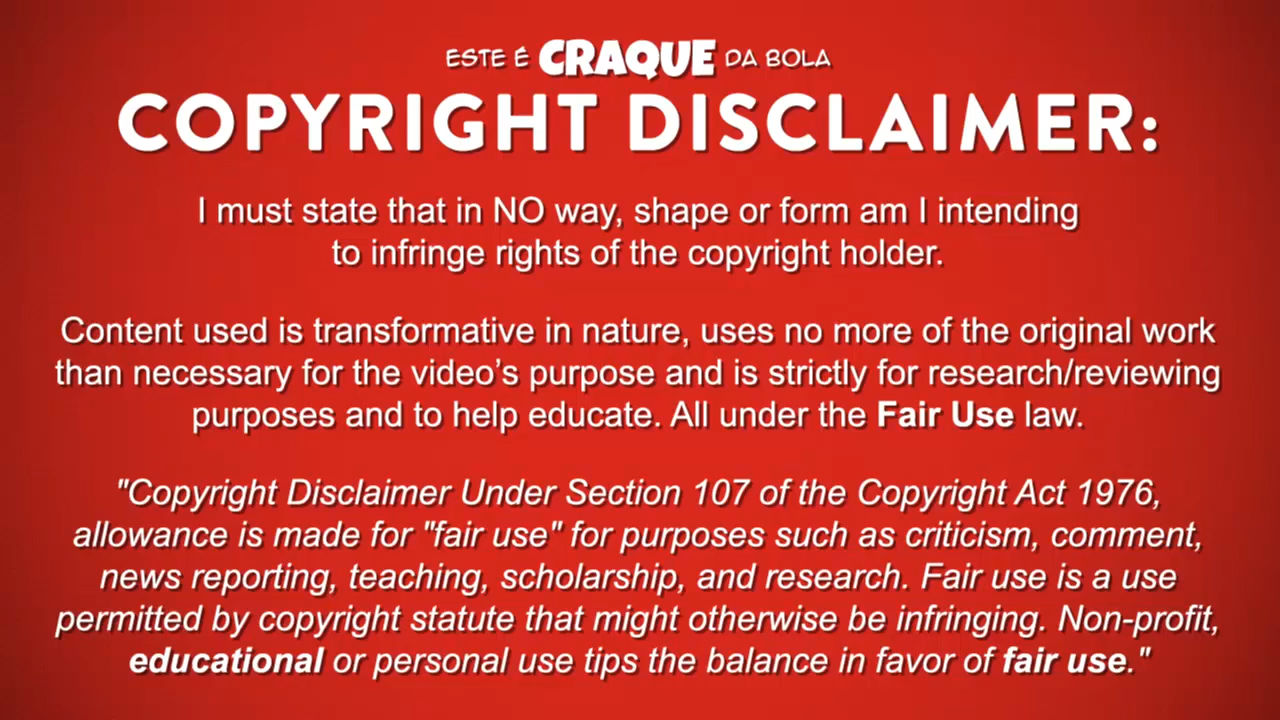 ESTE É CRAQUE DA BOLA
COPYRIGHT DISCLAIMER:
I must state that in NO way, shape or form am I intending
to infringe rights of the copyright holder.
Content used is transformative in nature, uses no more of the original work
than necessary for the video’s purpose and is strictly for research/reviewing
purposes and to help educate. All under the Fair Use law.
"Copyright Disclaimer Under Section 107 of the Copyright Act 1976,
allowance is made for "fair use" for purposes such as criticism, comment,
news reporting, teaching, scholarship, and research. Fair use is a use
permitted by copyright statute that might otherwise be infringing. Non-profit,
educational or personal use tips the balance in favor of fair use."